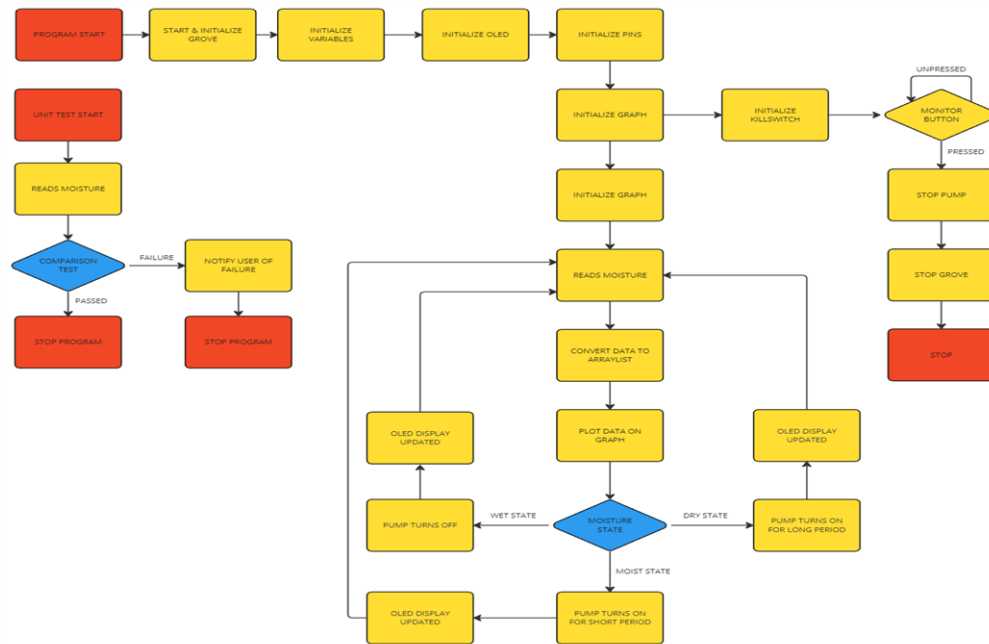 PROGRAM START
START & INITIALIZE
GROVE
INITIALIZE
VARIABLES
INITIALIZE OLED
INITIALIZE PINS
UNPRESSED
UNIT TEST START
INITIALIZE GRAPH
INITIALIZE
KILLSWITCH
MONITOR
BUTTON
PRESSED
READS MOISTURE
INITIALIZE GRAPH
STOP PUMP
COMPARISON
TEST
FAILURE
NOTIFY USER OF
FAILURE
READS MOISTURE
STOP GROVE
PASSED
STOP PROGRAM
STOP PROGRAM
CONVERT DATA TO
ARRAYLIST
STOP
OLED DISPLAY
UPDATED
PLOT DATA ON
GRAPH
OLED DISPLAY
UPDATED
PUMP TURNS OFF
WET STATE
MOISTURE
STATE
DRY STATE
PUMP TURNS ON
FOR LONG PERIOD
MOIST STATE
OLED DISPLAY
UPDATED
PUMP TURNS ON
FOR SHORT PERIOD